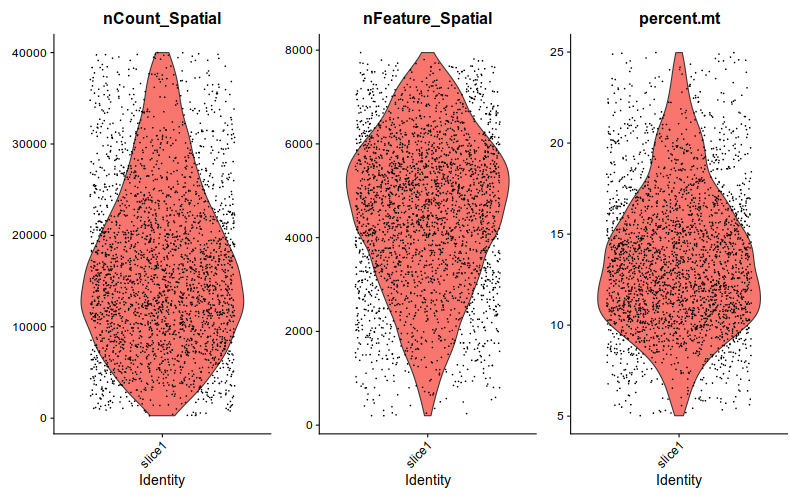 nCount_Spatial
40000
30000
20000
10000
0
slice1
Identity
nFeature_Spatial
8000
6000
4000
2000
0
slice1
Identity
percent.mt
25
20
15
10
5
slice1
Identity